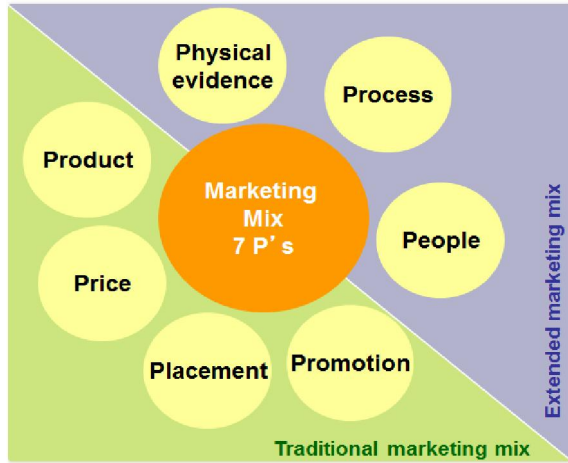 Physical
evidence
Process
Product
Marketing
Mix
7 P's
People
Price
Placement
Promotion
Extended marketing mix
Traditional marketing mix